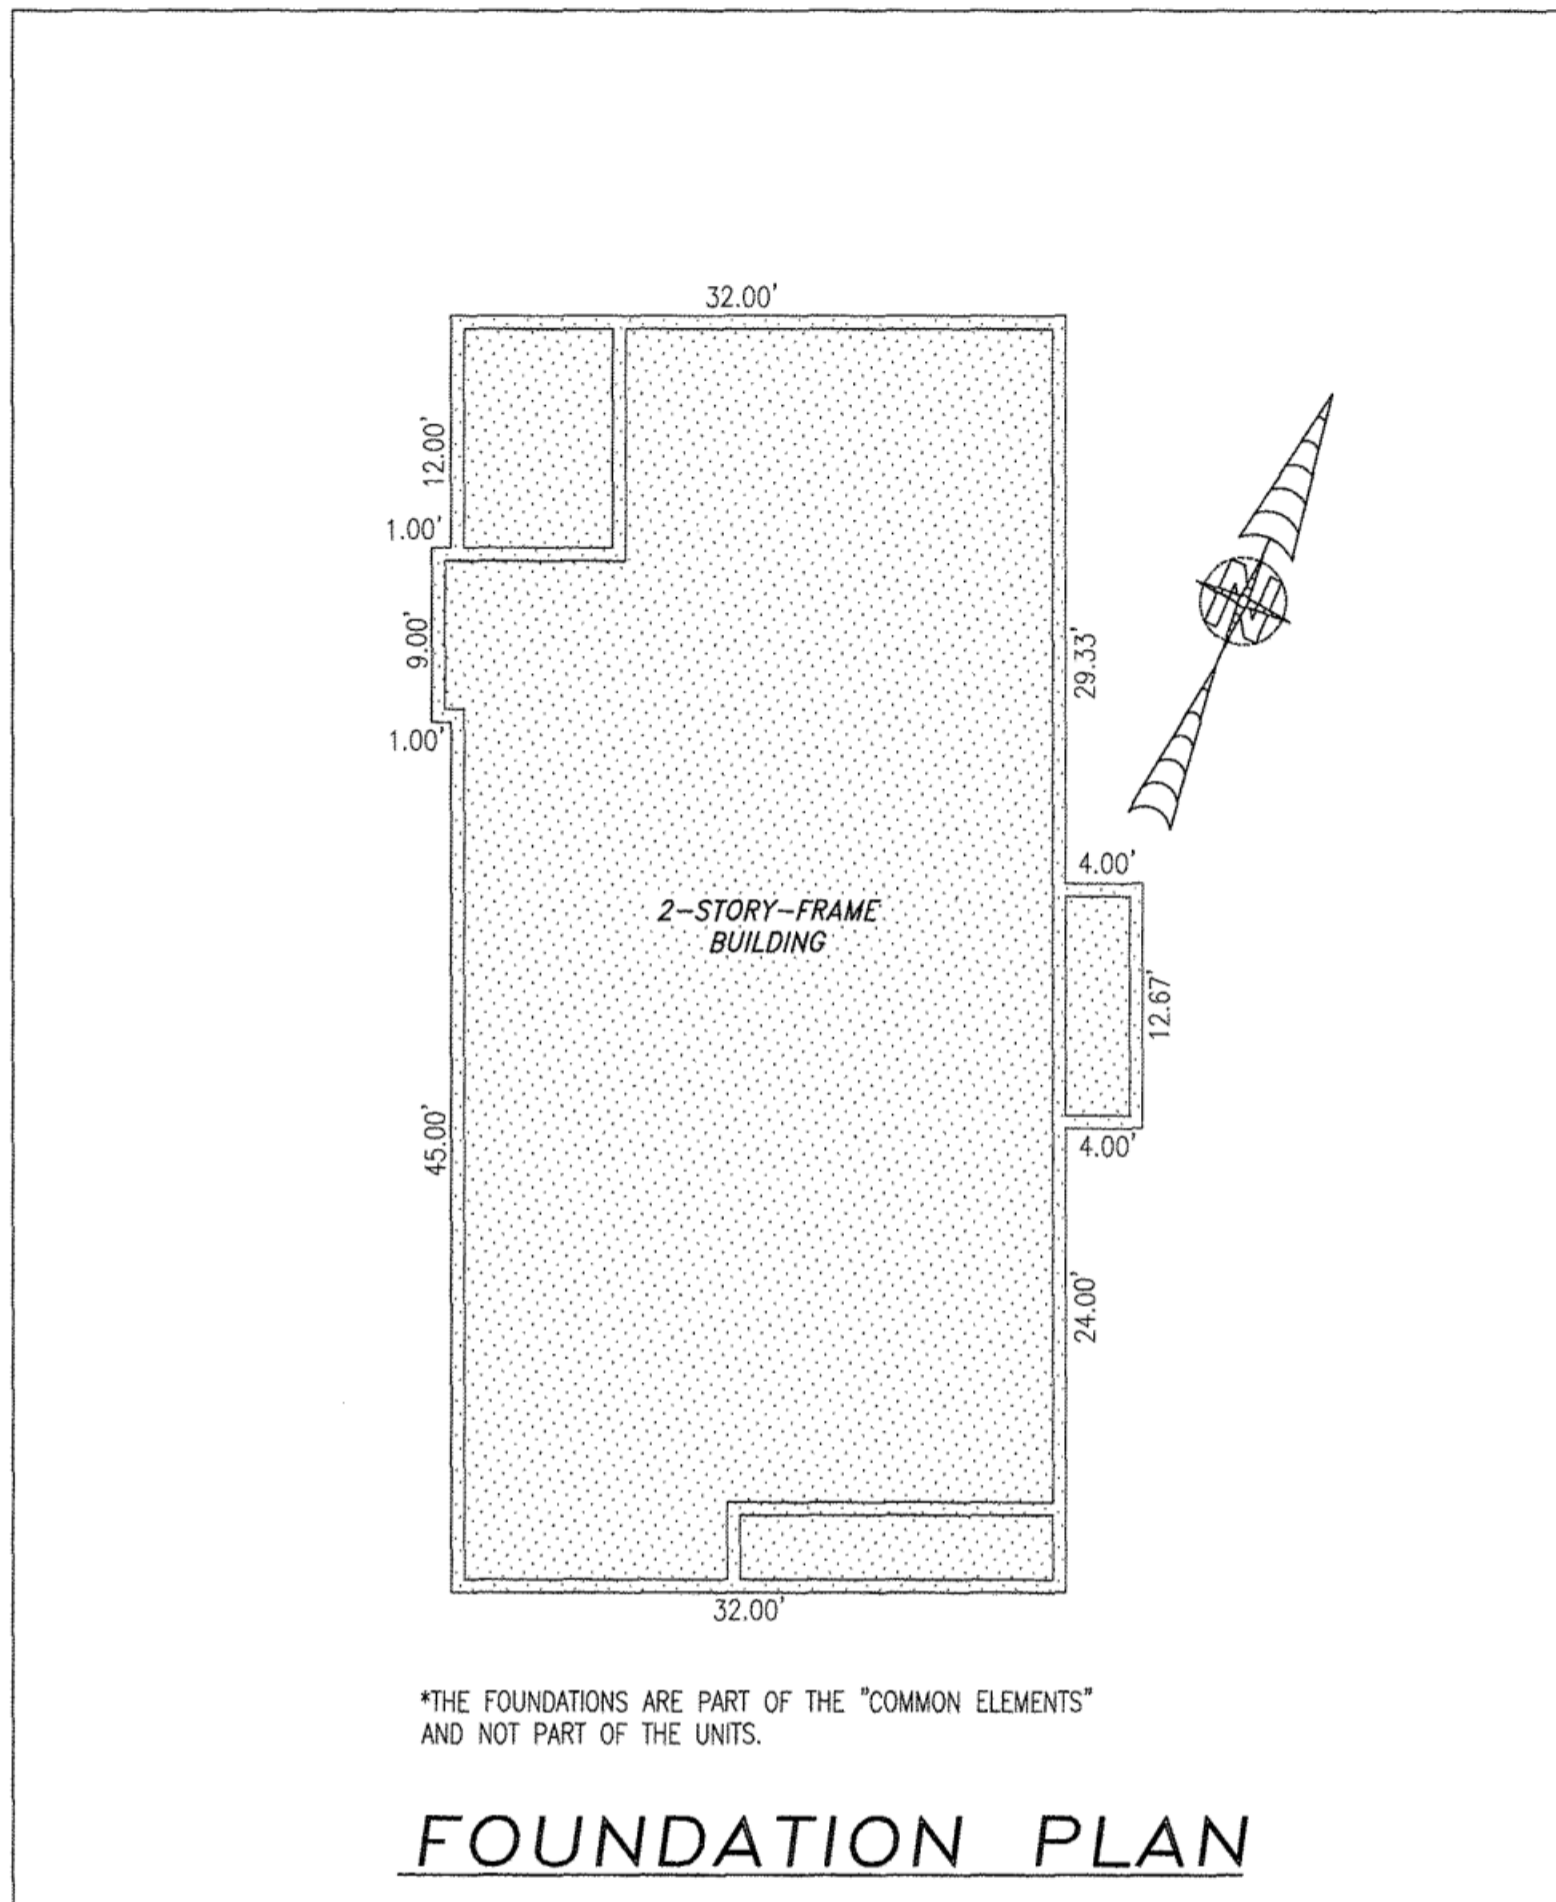 32.00'
12.00'
1.00'
9.00'
29.33'
1.00'
4.00'
2-STORY-FRAME
BUILDING
12.67'
45.00'
4.00'
24.00'
32.00'
*THE FOUNDATIONS ARE PART OF THE "COMMON ELEMENTS"
AND NOT PART OF THE UNITS.
FOUNDATION PLAN
N